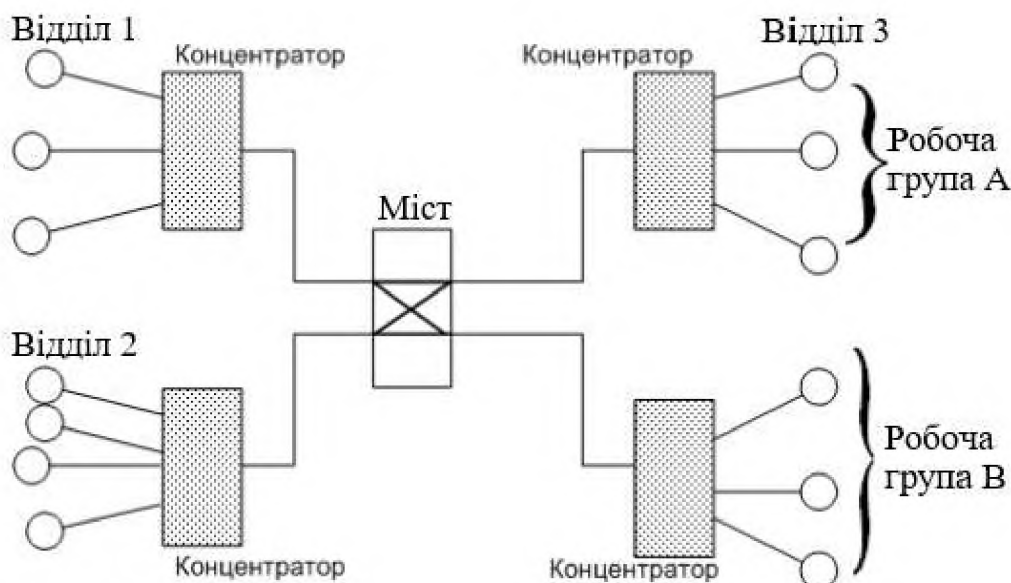 Відділ 1
Концентратор
Концентратор
Відділ 3
Робоча
група А
Міст
Відділ 2
Концентратор
Концентратор
Робоча
група В